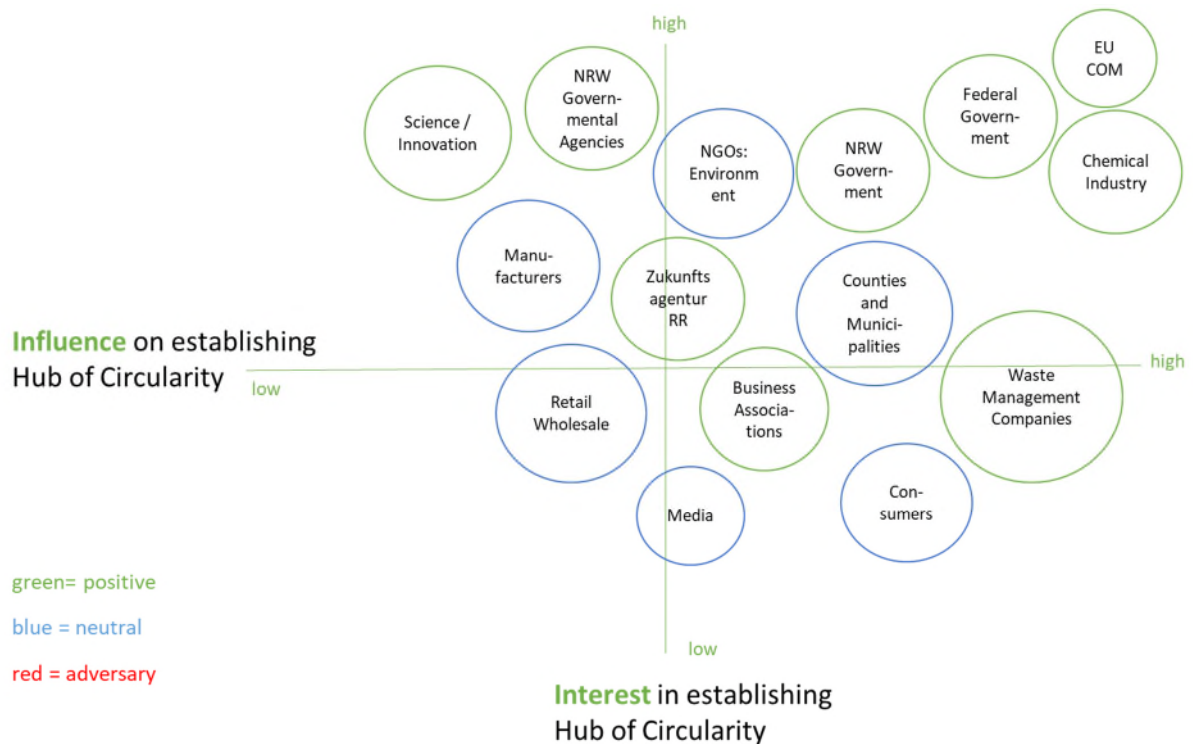 high
EU
COM
NRW
Govern-
mental
Agencies
Federal
Govern-
ment
Science /
Innovation
NGOs:
Environm
ent
NRW
Govern-
ment
Chemical
Industry
Manu-
facturers
Zukunfts
agentur
RR
Counties
and
Munici-
palities
Influence on establishing
Hub of Circularity
low
high
Retail
Wholesale
Business
Associa-
tions
Waste
Management
Companies
Media
Con-
sumers
green= positive
blue = neutral
red = adversary
low
Interest in establishing
Hub of Circularity